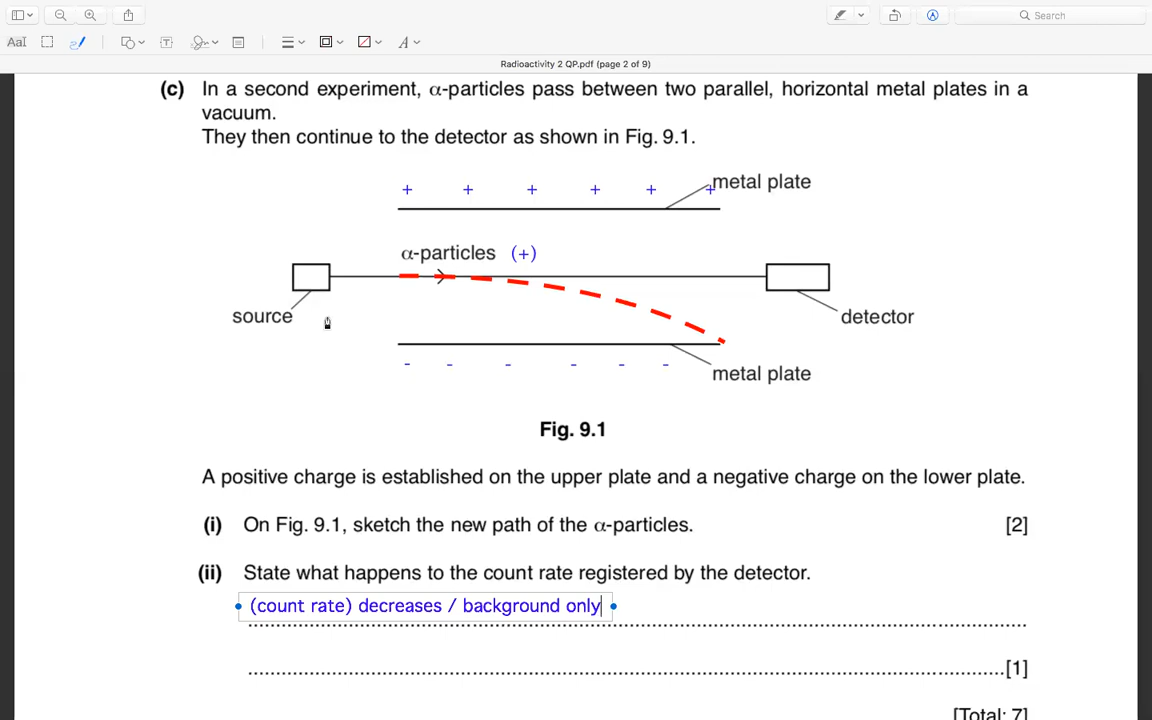 Search
AaI
T
A
Radioactivity 2 QP.pdf (page 2 of 9)
(c) In a second experiment, α-particles pass between two parallel, horizontal metal plates in a
vacuum.
They then continue to the detector as shown in Fig. 9.1.
+ + + + + +
metal plate
α-particles (+)
source
detector
- - - - - -
metal plate
Fig. 9.1
A positive charge is established on the upper plate and a negative charge on the lower plate.
(i) On Fig. 9.1, sketch the new path of the α-particles. [2]
(ii) State what happens to the count rate registered by the detector.
(count rate) decreases / background only
..........................................................................................................................
..................................................................................................................[1]
[Total: 7]